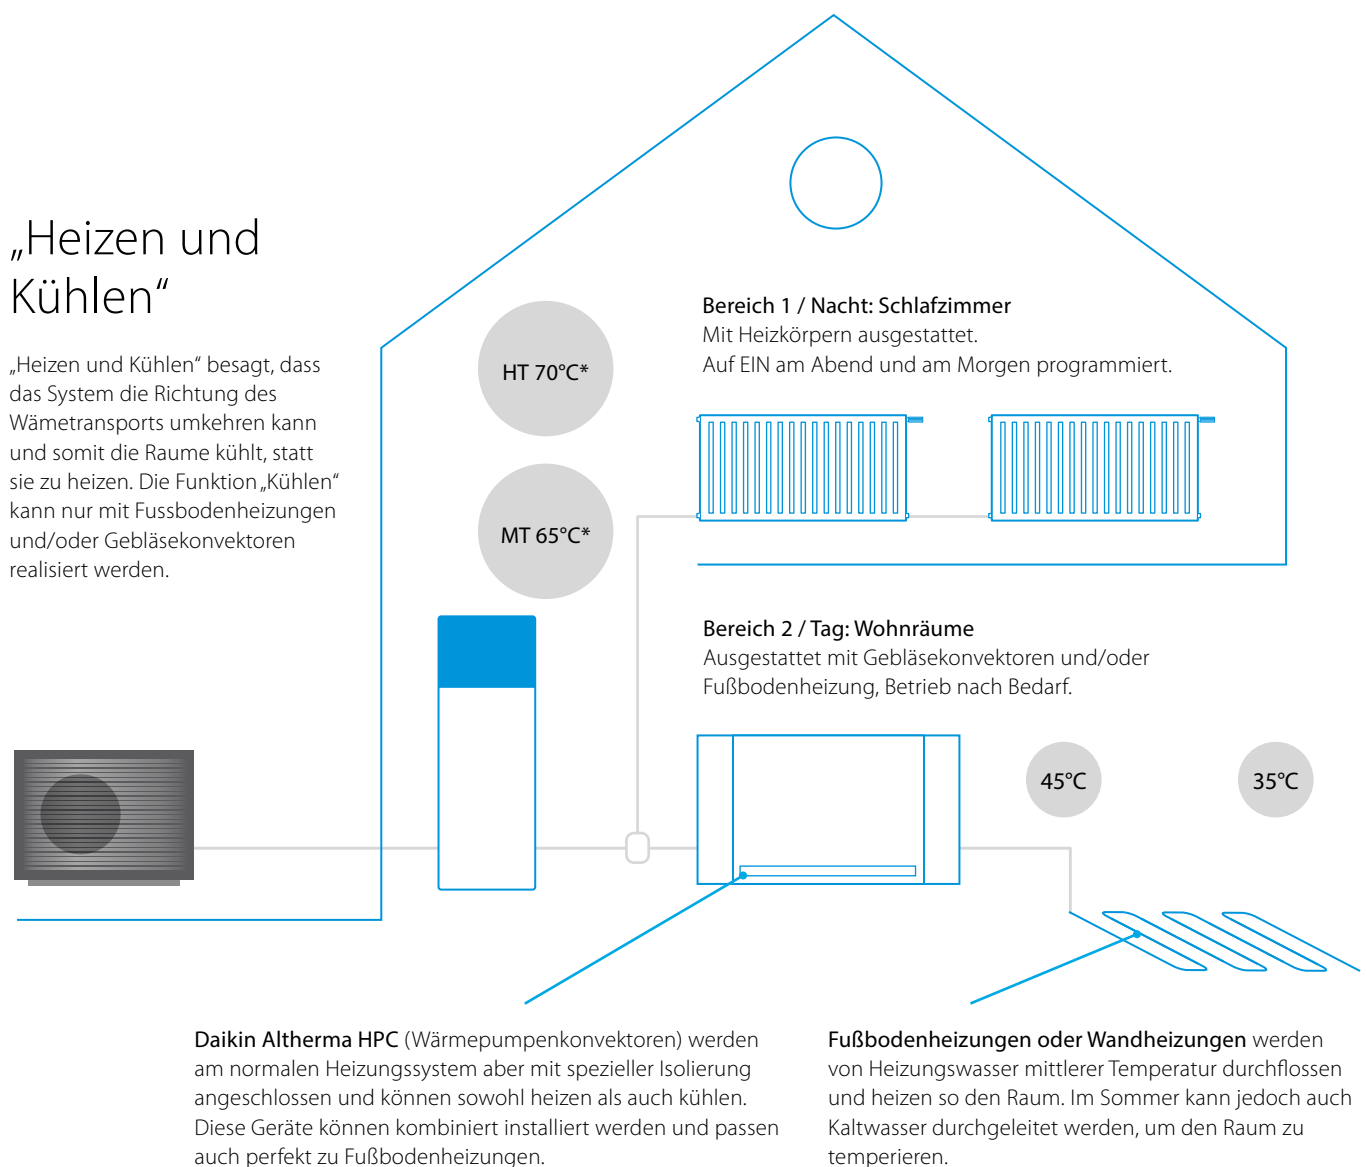 „Heizen und
Kühlen“
„Heizen und Kühlen“ besagt, dass
das System die Richtung des
Wämetransports umkehren kann
und somit die Raume kühlt, statt
sie zu heizen. Die Funktion „Kühlen“
kann nur mit Fussbodenheizungen
und/oder Gebläsekonvektoren
realisiert werden.
HT 70°C*
MT 65°C*
Bereich 1 / Nacht: Schlafzimmer
Mit Heizkörpern ausgestattet.
Auf EIN am Abend und am Morgen programmiert.
Bereich 2 / Tag: Wohnräume
Ausgestattet mit Gebläsekonvektoren und/oder
Fußbodenheizung, Betrieb nach Bedarf.
45°C
35°C
Daikin Altherma HPC (Wärmepumpenkonvektoren) werden
am normalen Heizungssystem aber mit spezieller Isolierung
angeschlossen und können sowohl heizen als auch kühlen.
Diese Geräte können kombiniert installiert werden und passen
auch perfekt zu Fußbodenheizungen.
Fußbodenheizungen oder Wandheizungen werden
von Heizungswasser mittlerer Temperatur durchflossen
und heizen so den Raum. Im Sommer kann jedoch auch
Kaltwasser durchgeleitet werden, um den Raum zu
temperieren.